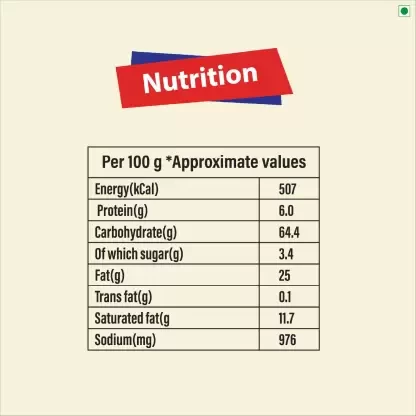 Nutrition
Per 100 g *Approximate values
Energy(kCal) 507
Protein(g) 6.0
Carbohydrate(g) 64.4
Of which sugar(g) 3.4
Fat(g) 25
Trans fat(g) 0.1
Saturated fat(g 11.7
Sodium(mg) 976